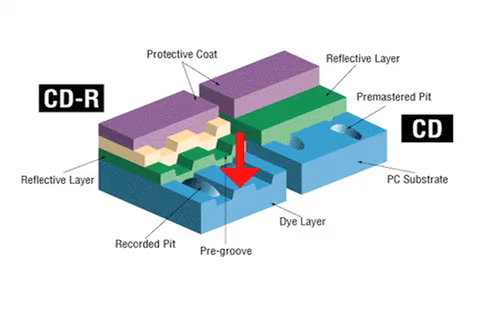 Protective Coat
Reflective Layer
CD-R
Premastered Pit
CD
Reflective Layer
PC Substrate
Dye Layer
Recorded Pit
Pre-groove